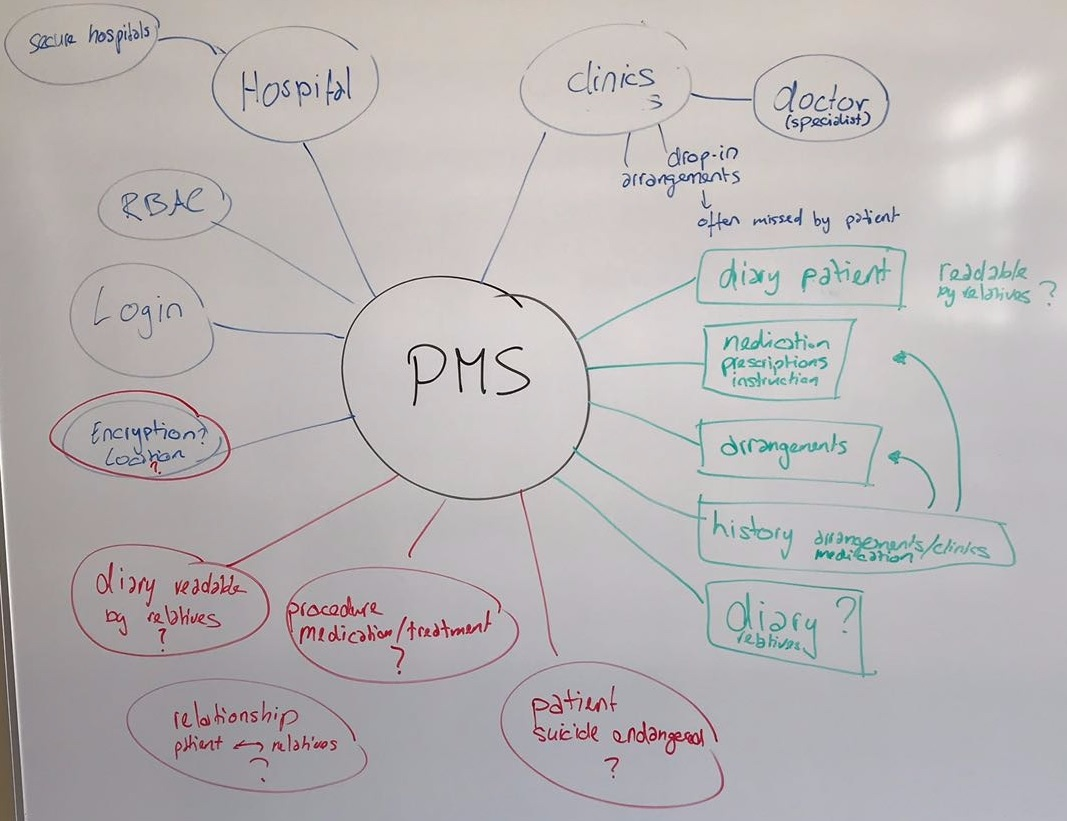 secure hospitals
Hospital
clinics
s
doctor
(specialist)
drop-in
arrangements
often missed by patient
RBAC
Login
Encryption?
Location
?
PMS
diary patient
readable
by relatives ?
medication
prescriptions
instruction
arrangements
history arrangements/clinics
medication
diary ?
relatives
diary readable
by relatives
?
procedure
medication/treatment
?
relationship
patient ↔ relatives
?
patient
suicide endangered
?